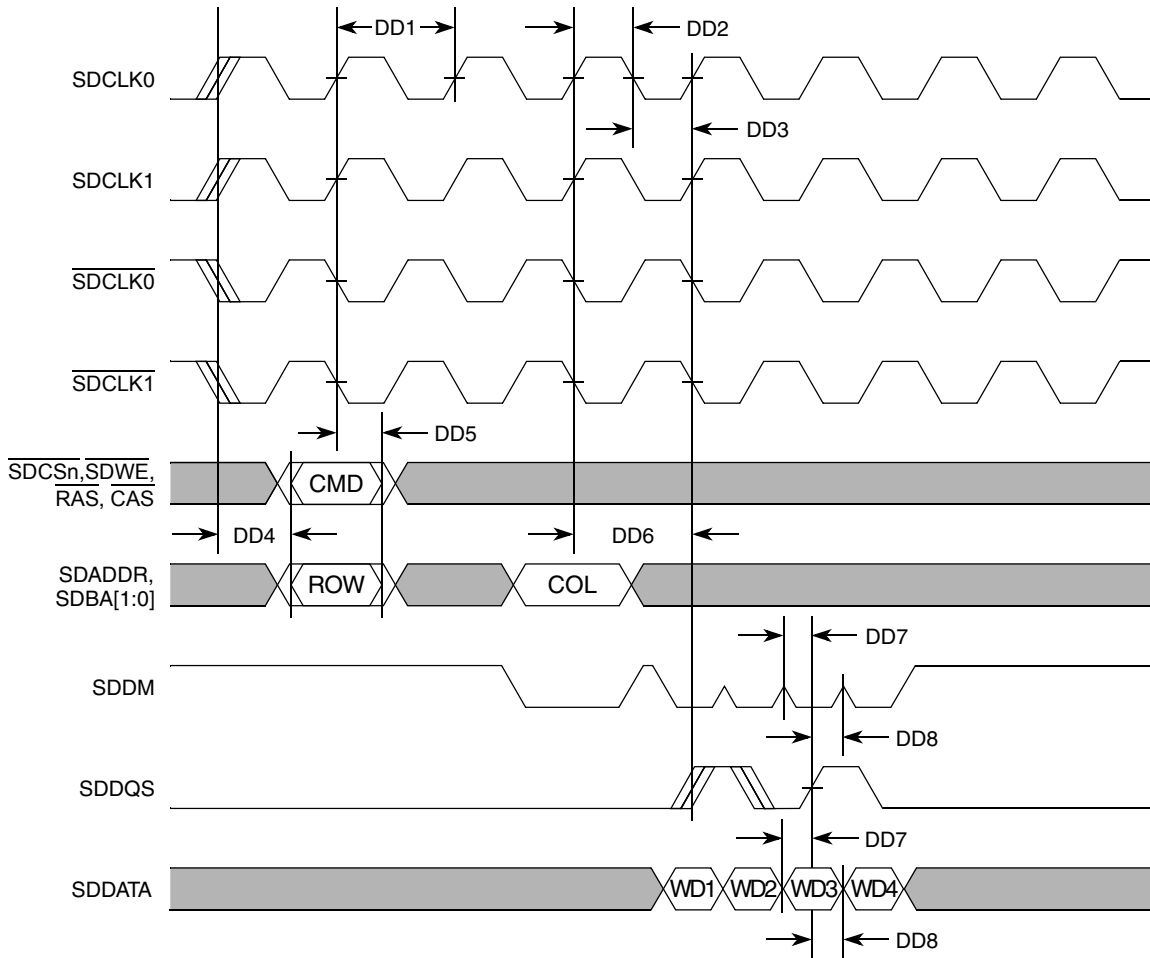 DD1
DD2
SDCLK0
DD3
SDCLK1
SDCLK0
SDCLK1
DD5
SDCSn,SDWE,
RAS, CAS
CMD
DD4
DD6
SDADDR,
SDBA[1:0]
ROW
COL
DD7
SDDM
DD8
SDDQS
DD7
SDDATA
WD1
WD2
WD3
WD4
DD8